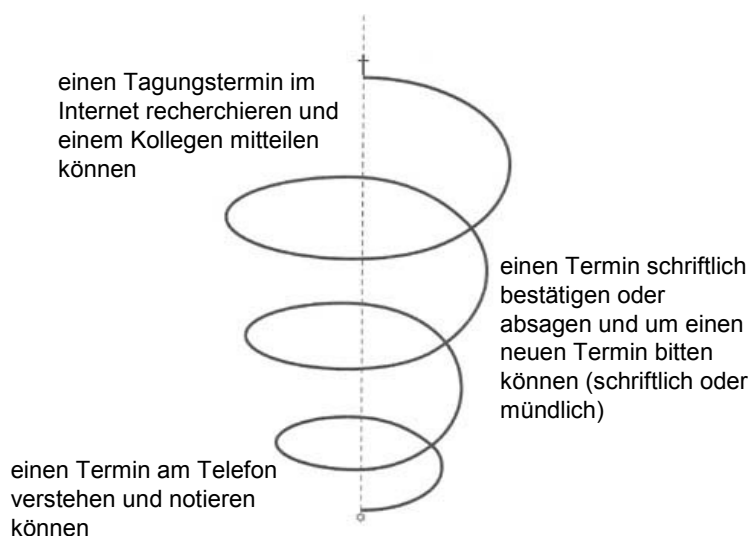 einen Tagungstermin im
Internet recherchieren und
einem Kollegen mitteilen
können
einen Termin schriftlich
bestätigen oder
absagen und um einen
neuen Termin bitten
können (schriftlich oder
mündlich)
einen Termin am Telefon
verstehen und notieren
können